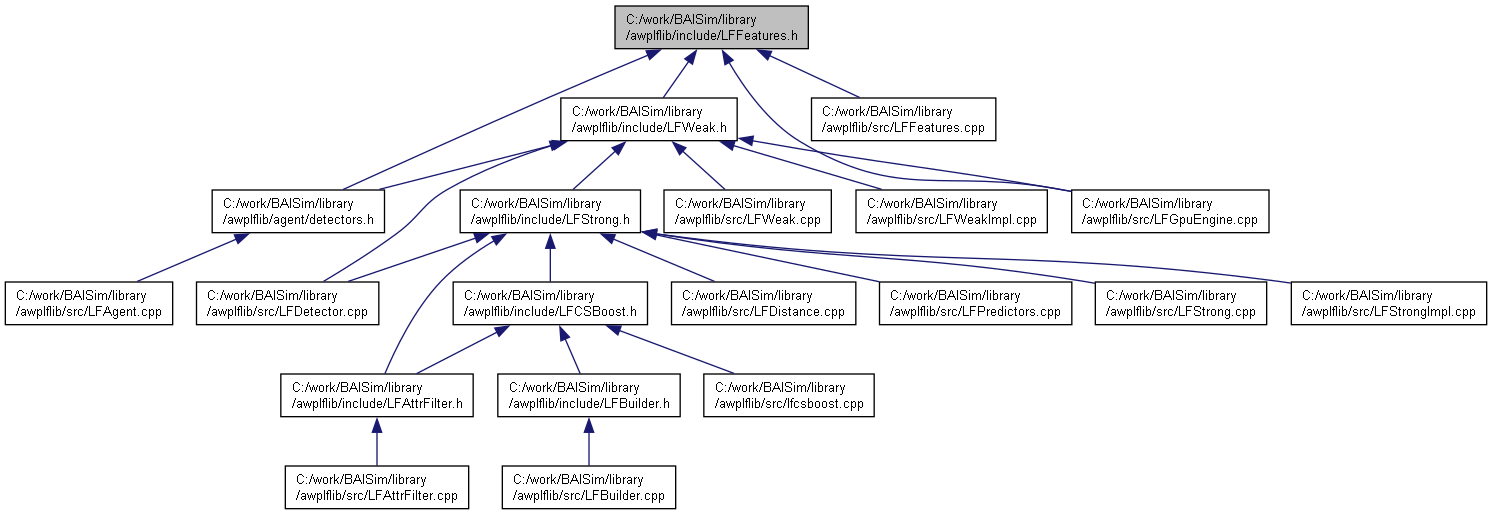 C:/work/BAISim/library
/awplflib/include/LFFeatures.h
C:/work/BAISim/library
/awplflib/include/LFWeak.h
C:/work/BAISim/library
/awplflib/src/LFFeatures.cpp
C:/work/BAISim/library
/awplflib/agent/detectors.h
C:/work/BAISim/library
/awplflib/include/LFStrong.h
C:/work/BAISim/library
/awplflib/src/LFWeak.cpp
C:/work/BAISim/library
/awplflib/src/LFWeakImpl.cpp
C:/work/BAISim/library
/awplflib/src/LFGpuEngine.cpp
C:/work/BAISim/library
/awplflib/src/LFAgent.cpp
C:/work/BAISim/library
/awplflib/src/LFDetector.cpp
C:/work/BAISim/library
/awplflib/include/LFCSBoost.h
C:/work/BAISim/library
/awplflib/src/LFDistance.cpp
C:/work/BAISim/library
/awplflib/src/LFPredictors.cpp
C:/work/BAISim/library
/awplflib/src/LFStrong.cpp
C:/work/BAISim/library
/awplflib/src/LFStrongImpl.cpp
C:/work/BAISim/library
/awplflib/include/LFAttrFilter.h
C:/work/BAISim/library
/awplflib/include/LFBuilder.h
C:/work/BAISim/library
/awplflib/src/lfcsboost.cpp
C:/work/BAISim/library
/awplflib/src/LFAttrFilter.cpp
C:/work/BAISim/library
/awplflib/src/LFBuilder.cpp